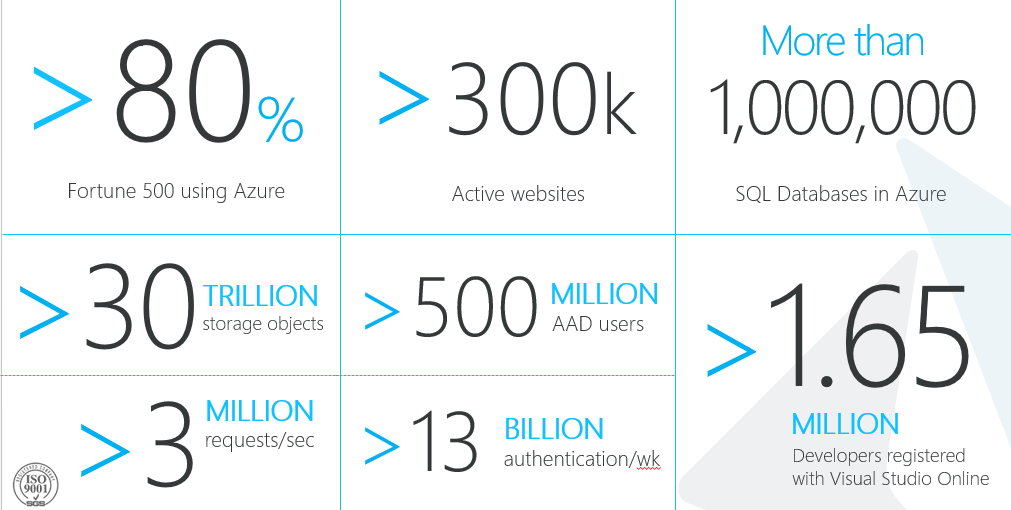 > 80%
Fortune 500 using Azure
> 300k
Active websites
More than
1,000,000
SQL Databases in Azure
> 30 TRILLION
storage objects
> 500 MILLION
AAD users
> 1.65
MILLION
Developers registered
with Visual Studio Online
> 3 MILLION
requests/sec
> 13 BILLION
authentication/wk
ISO
9001
SGS